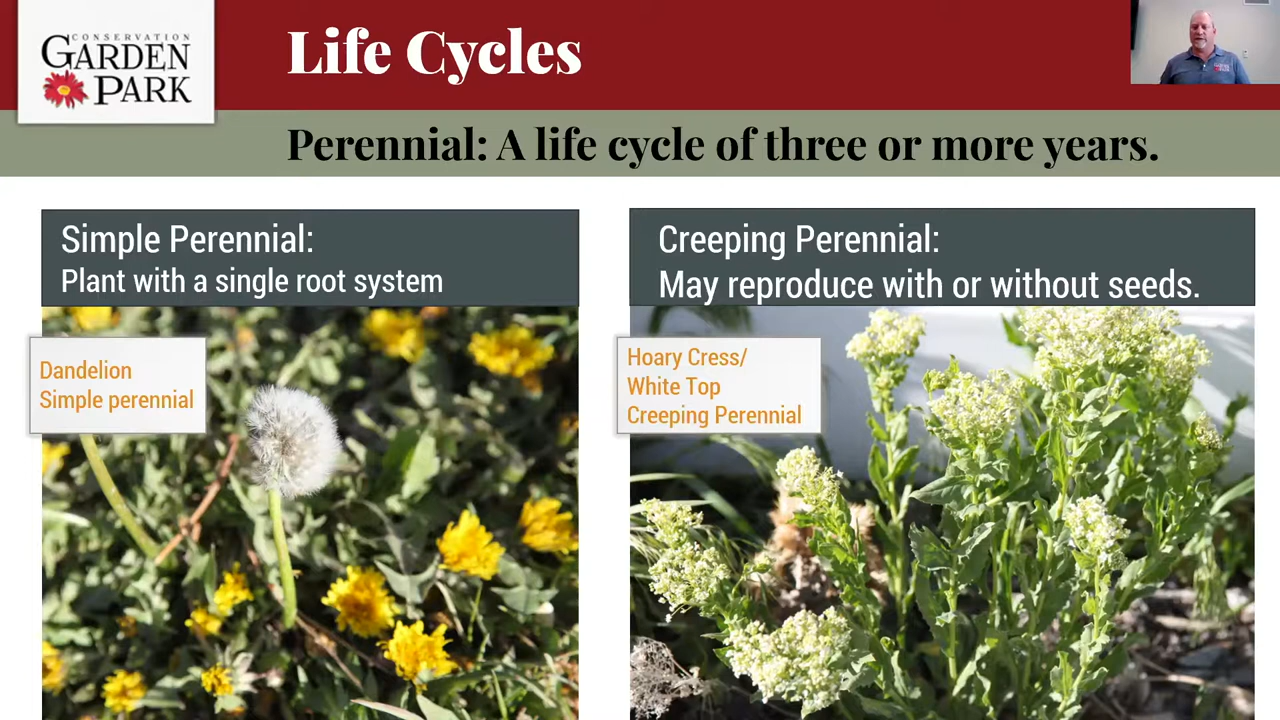 CONSERVATION
GARDEN
PARK
Life Cycles
Perennial: A life cycle of three or more years.
Simple Perennial:
Plant with a single root system
Dandelion
Simple perennial
Creeping Perennial:
May reproduce with or without seeds.
Hoary Cress/
White Top
Creeping Perennial